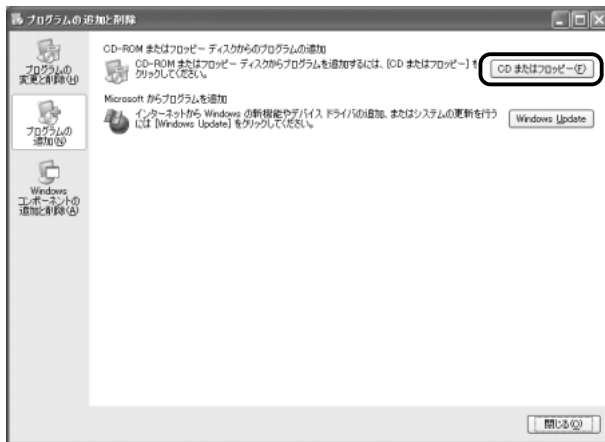 プログラムの追加と削除
プログラムの
変更と削除(H)
プログラムの
追加(N)
Windows
コンポーネントの
追加と削除(A)
CD-ROM またはフロッピー ディスクからのプログラムの追加
CD-ROM またはフロッピー ディスクからプログラムを追加するには、[CD またはフロッピー] を
クリックしてください。
CD またはフロッピー(F)
Microsoft からプログラムを追加
インターネットから Windows の新機能やデバイス ドライバの追加、またはシステムの更新を行う
には [Windows Update] をクリックしてください。
Windows Update
閉じる(O)